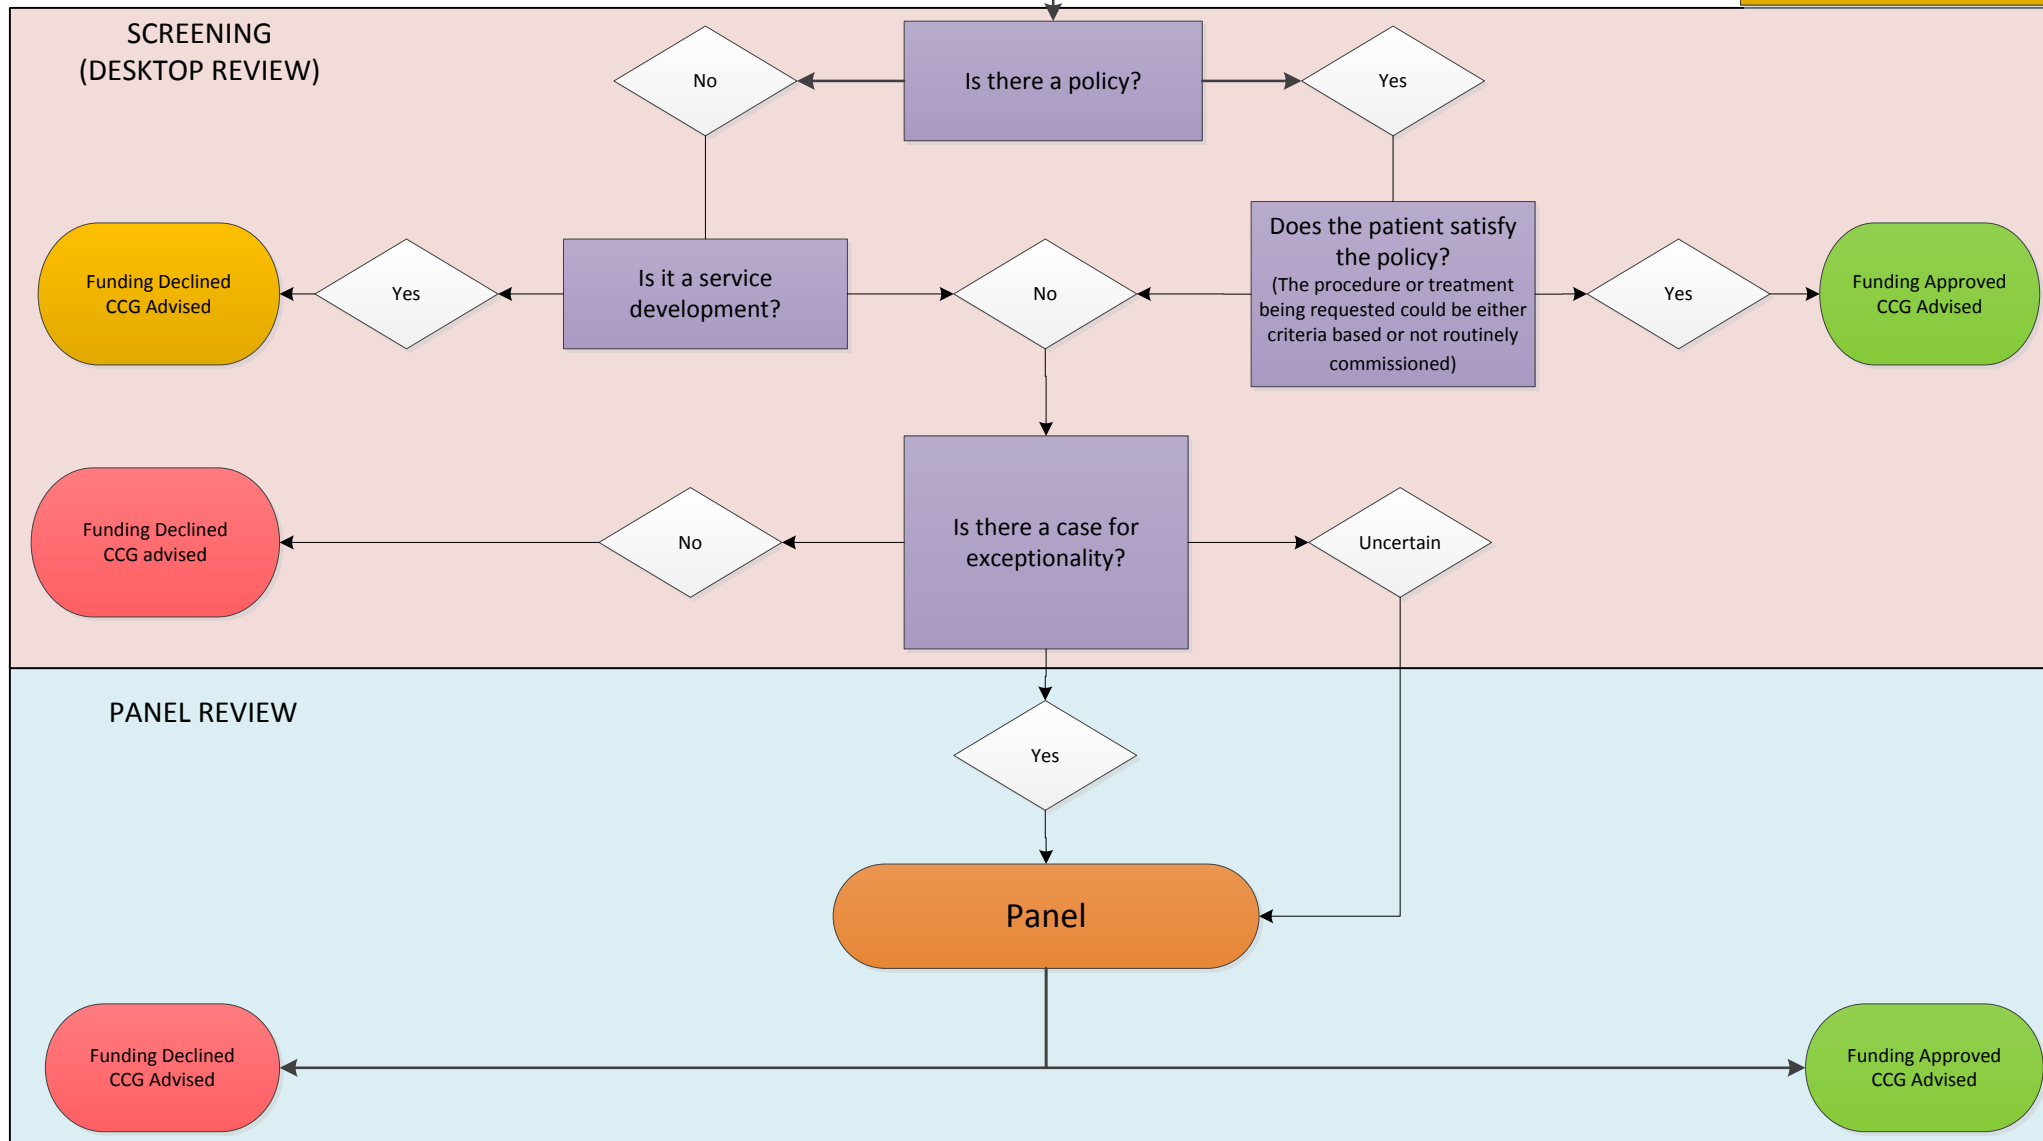 SCREENING
(DESKTOP REVIEW)
No
Is there a policy?
Yes
Funding Declined
CCG Advised
Yes
Is it a service
development?
No
Does the patient satisfy
the policy?
(The procedure or treatment
being requested could be either
criteria based or not routinely
commissioned)
Yes
Funding Approved
CCG Advised
Funding Declined
CCG advised
No
Is there a case for
exceptionality?
Uncertain
PANEL REVIEW
Yes
Panel
Funding Declined
CCG Advised
Funding Approved
CCG Advised